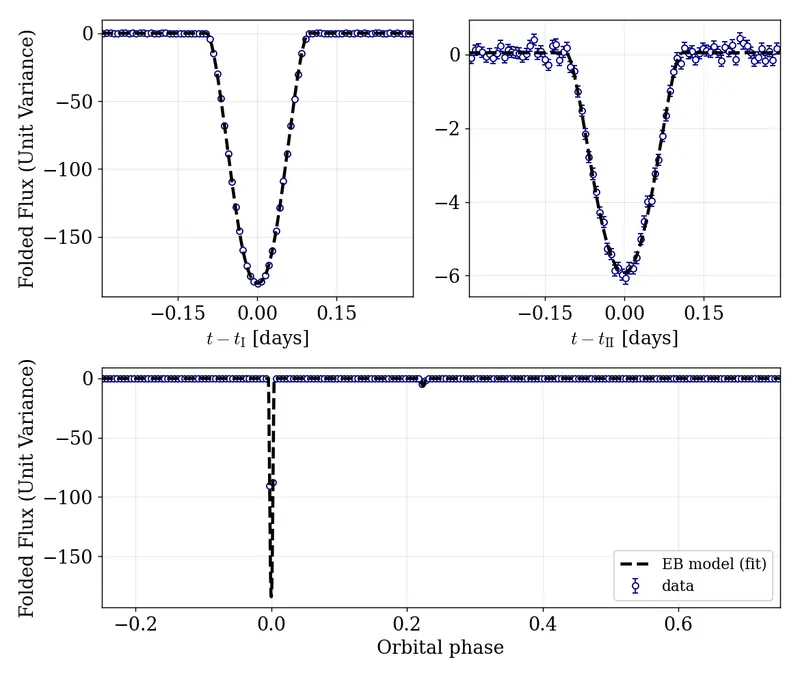 Folded Flux (Unit Variance)
0
−50
−100
−150
−0.15 0.00 0.15
t − t_I [days]
0
−2
−4
−6
−0.15 0.00 0.15
t − t_II [days]
Folded Flux (Unit Variance)
0
−50
−100
−150
EB model (fit)
data
−0.2 0.0 0.2 0.4 0.6
Orbital phase